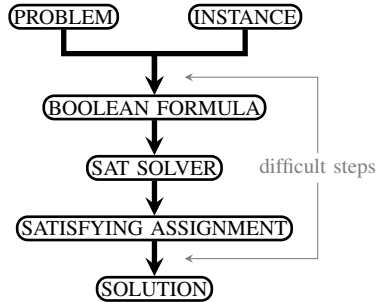 PROBLEM INSTANCE
BOOLEAN FORMULA
SAT SOLVER
difficult steps
SATISFYING ASSIGNMENT
SOLUTION